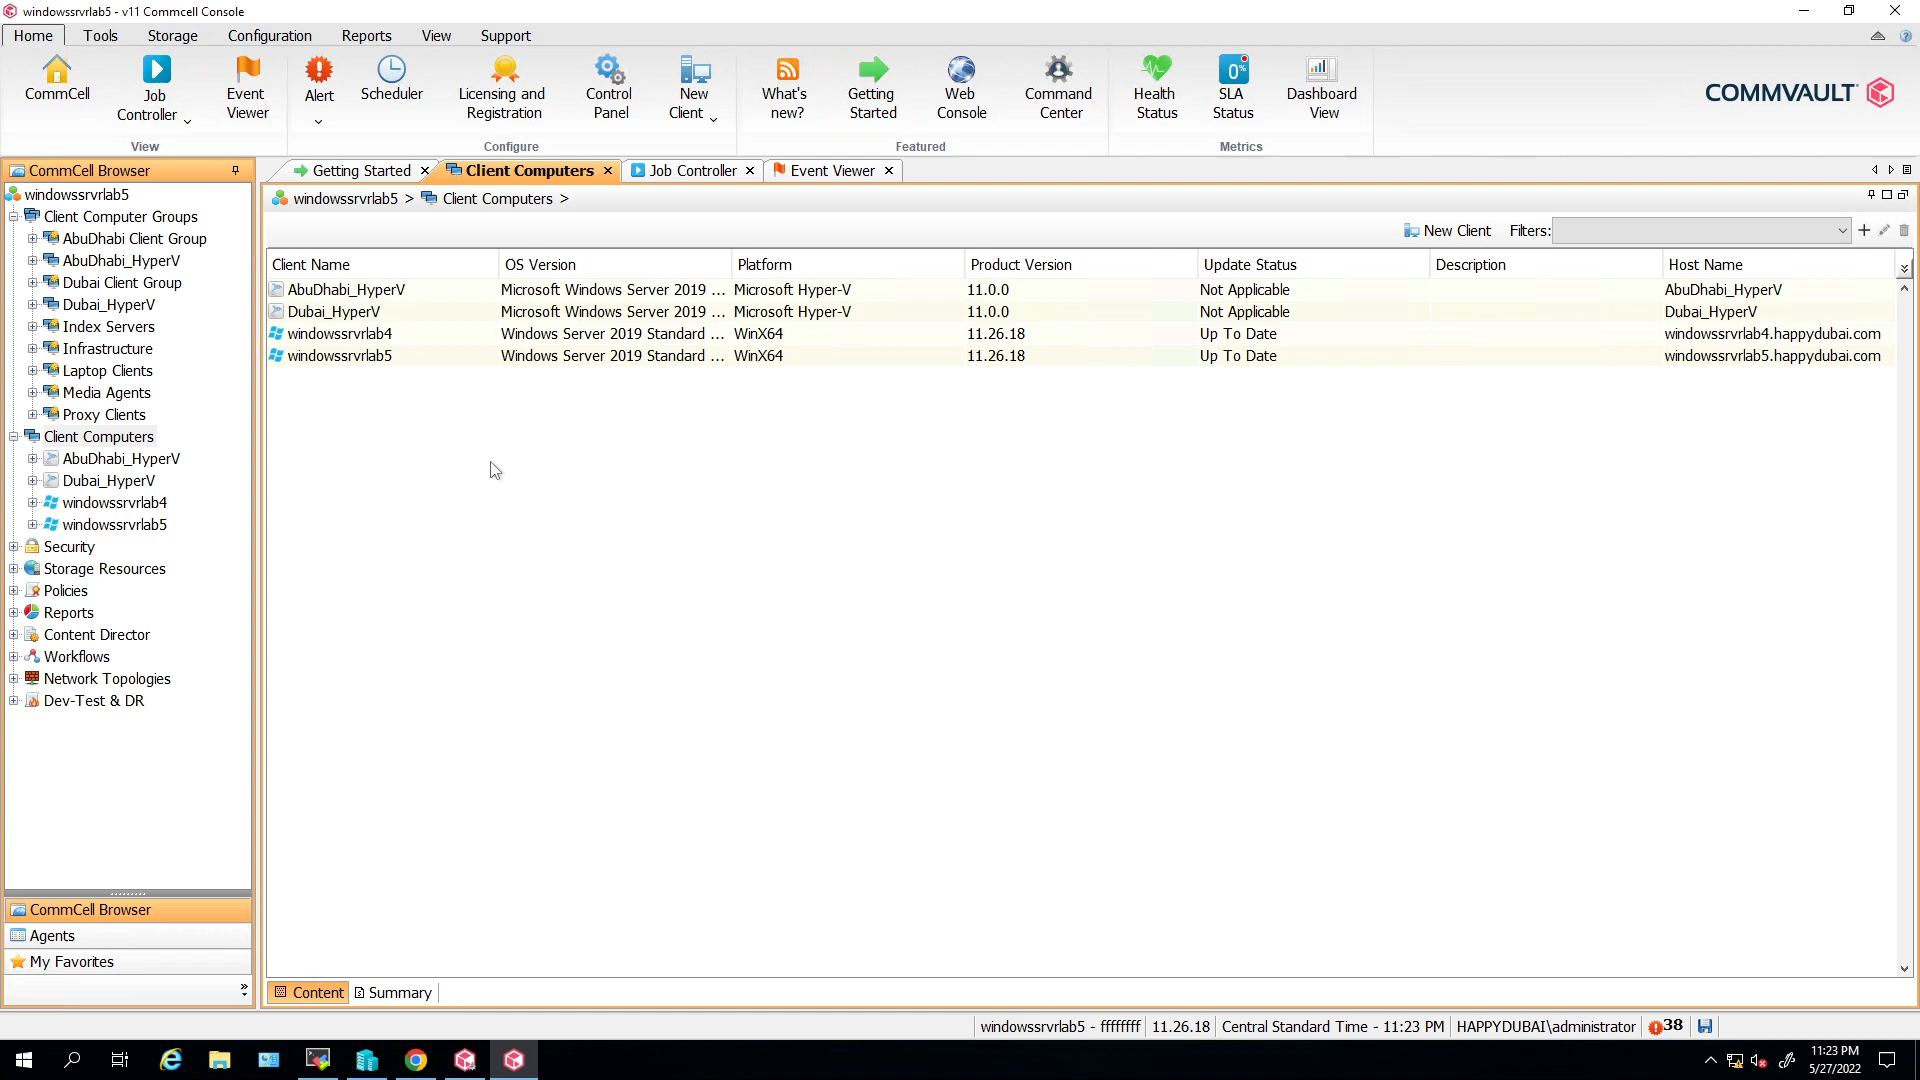 windowssrvrlab5 - v11 Commcell Console
Home Tools Storage Configuration Reports View Support
CommCell
Job Controller
Event Viewer
View
Alert
Scheduler
Licensing and Registration
Control Panel
New Client
Configure
What's new?
Getting Started
Web Console
Command Center
Featured
Health Status
0%
SLA Status
Dashboard View
Metrics
COMMVAULT
CommCell Browser
windowssrvrlab5
Client Computer Groups
AbuDhabi Client Group
AbuDhabi_HyperV
Dubai Client Group
Dubai_HyperV
Index Servers
Infrastructure
Laptop Clients
Media Agents
Proxy Clients
Client Computers
AbuDhabi_HyperV
Dubai_HyperV
windowssrvrlab4
windowssrvrlab5
Security
Storage Resources
Policies
Reports
Content Director
Workflows
Network Topologies
Dev-Test & DR
CommCell Browser
Agents
My Favorites
Getting Started Client Computers Job Controller Event Viewer
windowssrvrlab5 > Client Computers >
New Client Filters:
Client Name OS Version Platform Product Version Update Status Description Host Name
AbuDhabi_HyperV Microsoft Windows Server 2019 ... Microsoft Hyper-V 11.0.0 Not Applicable AbuDhabi_HyperV
Dubai_HyperV Microsoft Windows Server 2019 ... Microsoft Hyper-V 11.0.0 Not Applicable Dubai_HyperV
windowssrvrlab4 Windows Server 2019 Standard ... WinX64 11.26.18 Up To Date windowssrvrlab4.happydubai.com
windowssrvrlab5 Windows Server 2019 Standard ... WinX64 11.26.18 Up To Date windowssrvrlab5.happydubai.com
Content Summary
windowssrvrlab5 - ffffffff 11.26.18 Central Standard Time - 11:23 PM HAPPYDUBAI\administrator 38
11:23 PM
5/27/2022